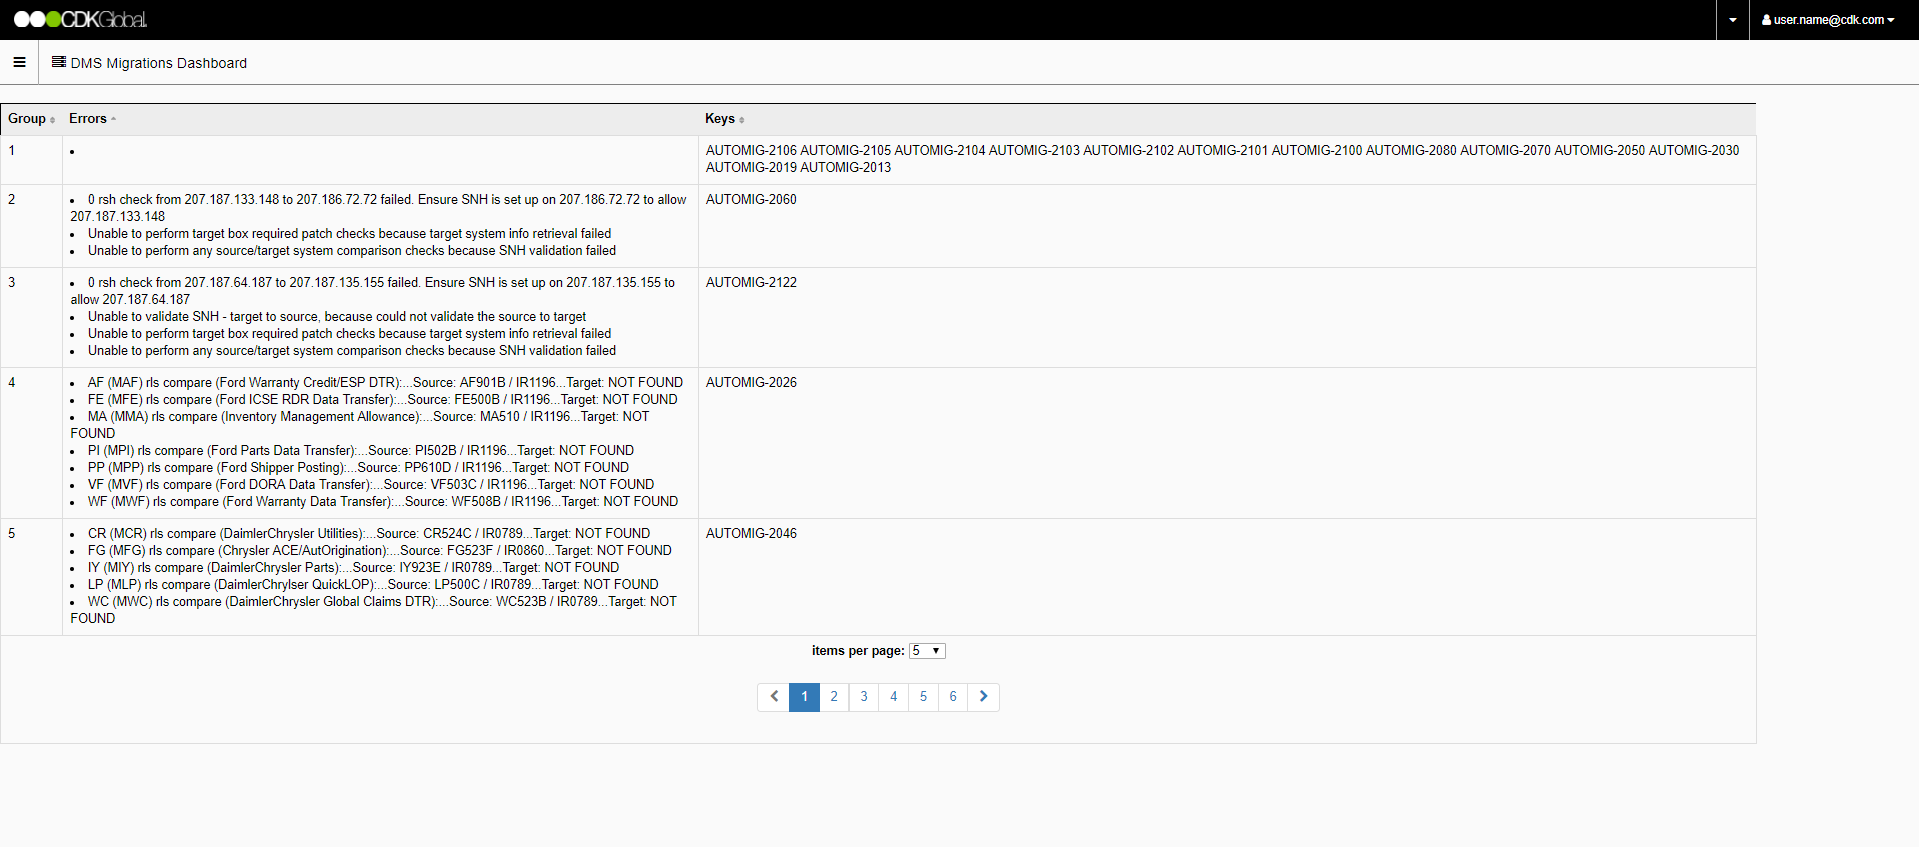 CDKGlobal.
user.name@cdk.com
DMS Migrations Dashboard
Group Errors Keys
1
•
AUTOMIG-2106 AUTOMIG-2105 AUTOMIG-2104 AUTOMIG-2103 AUTOMIG-2102 AUTOMIG-2101 AUTOMIG-2100 AUTOMIG-2080 AUTOMIG-2070 AUTOMIG-2050 AUTOMIG-2030
AUTOMIG-2019 AUTOMIG-2013
2
• 0 rsh check from 207.187.133.148 to 207.186.72.72 failed. Ensure SNH is set up on 207.186.72.72 to allow
207.187.133.148
• Unable to perform target box required patch checks because target system info retrieval failed
• Unable to perform any source/target system comparison checks because SNH validation failed
AUTOMIG-2060
3
• 0 rsh check from 207.187.64.187 to 207.187.135.155 failed. Ensure SNH is set up on 207.187.135.155 to
allow 207.187.64.187
• Unable to validate SNH - target to source, because could not validate the source to target
• Unable to perform target box required patch checks because target system info retrieval failed
• Unable to perform any source/target system comparison checks because SNH validation failed
AUTOMIG-2122
4
• AF (MAF) rls compare (Ford Warranty Credit/ESP DTR):...Source: AF901B / IR1196...Target: NOT FOUND
• FE (MFE) rls compare (Ford ICSE RDR Data Transfer):...Source: FE500B / IR1196...Target: NOT FOUND
• MA (MMA) rls compare (Inventory Management Allowance):...Source: MA510 / IR1196...Target: NOT
FOUND
• PI (MPI) rls compare (Ford Parts Data Transfer):...Source: PI502B / IR1196...Target: NOT FOUND
• PP (MPP) rls compare (Ford Shipper Posting):...Source: PP610D / IR1196...Target: NOT FOUND
• VF (MVF) rls compare (Ford DORA Data Transfer):...Source: VF503C / IR1196...Target: NOT FOUND
• WF (MWF) rls compare (Ford Warranty Data Transfer):...Source: WF508B / IR1196...Target: NOT FOUND
AUTOMIG-2026
5
• CR (MCR) rls compare (DaimlerChrysler Utilities):...Source: CR524C / IR0789...Target: NOT FOUND
• FG (MFG) rls compare (Chrysler ACE/AutOrigination):...Source: FG523F / IR0860...Target: NOT FOUND
• IY (MIY) rls compare (DaimlerChrysler Parts):...Source: IY923E / IR0789...Target: NOT FOUND
• LP (MLP) rls compare (DaimlerChrylser QuickLOP):...Source: LP500C / IR0789...Target: NOT FOUND
• WC (MWC) rls compare (DaimlerChrysler Global Claims DTR):...Source: WC523B / IR0789...Target: NOT
FOUND
AUTOMIG-2046
items per page: 5
1 2 3 4 5 6